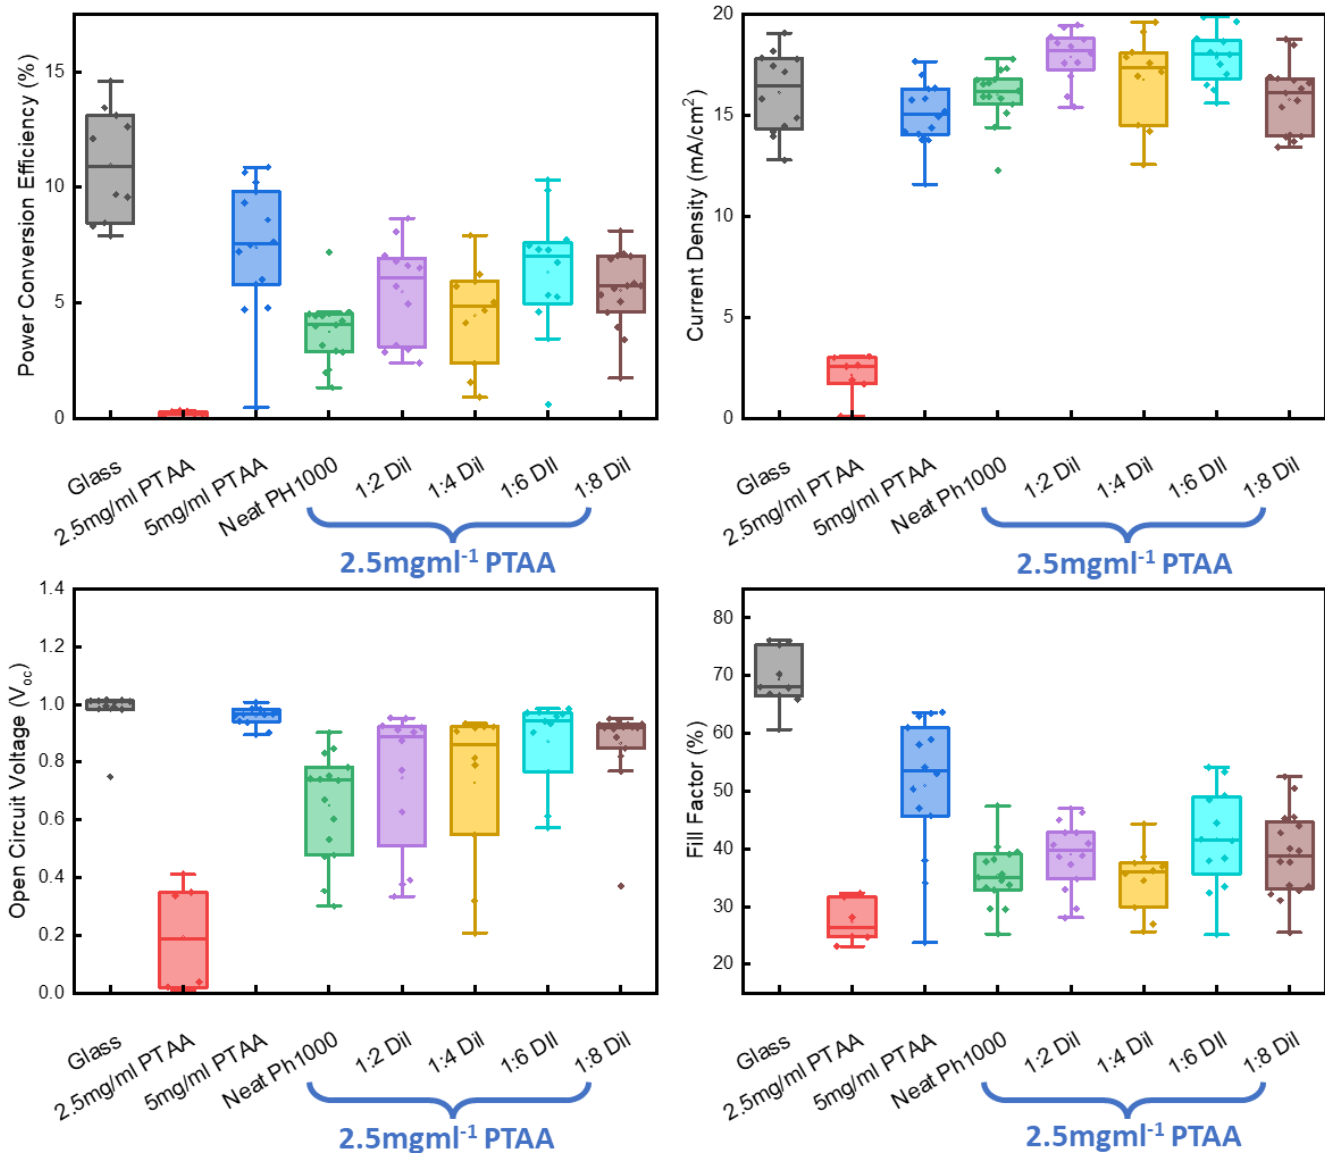 Power Conversion Efficiency (%)
15
10
5
0
Glass
2.5mg/ml PTAA
5mg/ml PTAA
Neat PH1000
1:2 Dil
1:4 Dil
1:6 DIl
1:8 Dil
2.5mgml⁻¹ PTAA
Current Density (mA/cm²)
20
15
10
5
0
Glass
2.5mg/ml PTAA
5mg/ml PTAA
Neat Ph1000
1:2 Dil
1:4 Dil
1:6 DIl
1:8 Dil
2.5mgml⁻¹ PTAA
Open Circuit Voltage (Voc)
1.4
1.2
1.0
0.8
0.6
0.4
0.2
0.0
Glass
2.5mg/ml PTAA
5mg/ml PTAA
Neat Ph1000
1:2 Dil
1:4 Dil
1:6 DIl
1:8 Dil
2.5mgml⁻¹ PTAA
Fill Factor (%)
80
70
60
50
40
30
20
Glass
2.5mg/ml PTAA
5mg/ml PTAA
Neat Ph1000
1:2 Dil
1:4 Dil
1:6 DIl
1:8 Dil
2.5mgml⁻¹ PTAA